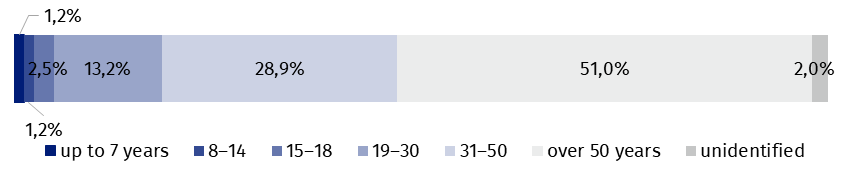 1,2%
2,5% 13,2% 28,9% 51,0% 2,0%
1,2%
up to 7 years 8–14 15–18 19–30 31–50 over 50 years unidentified